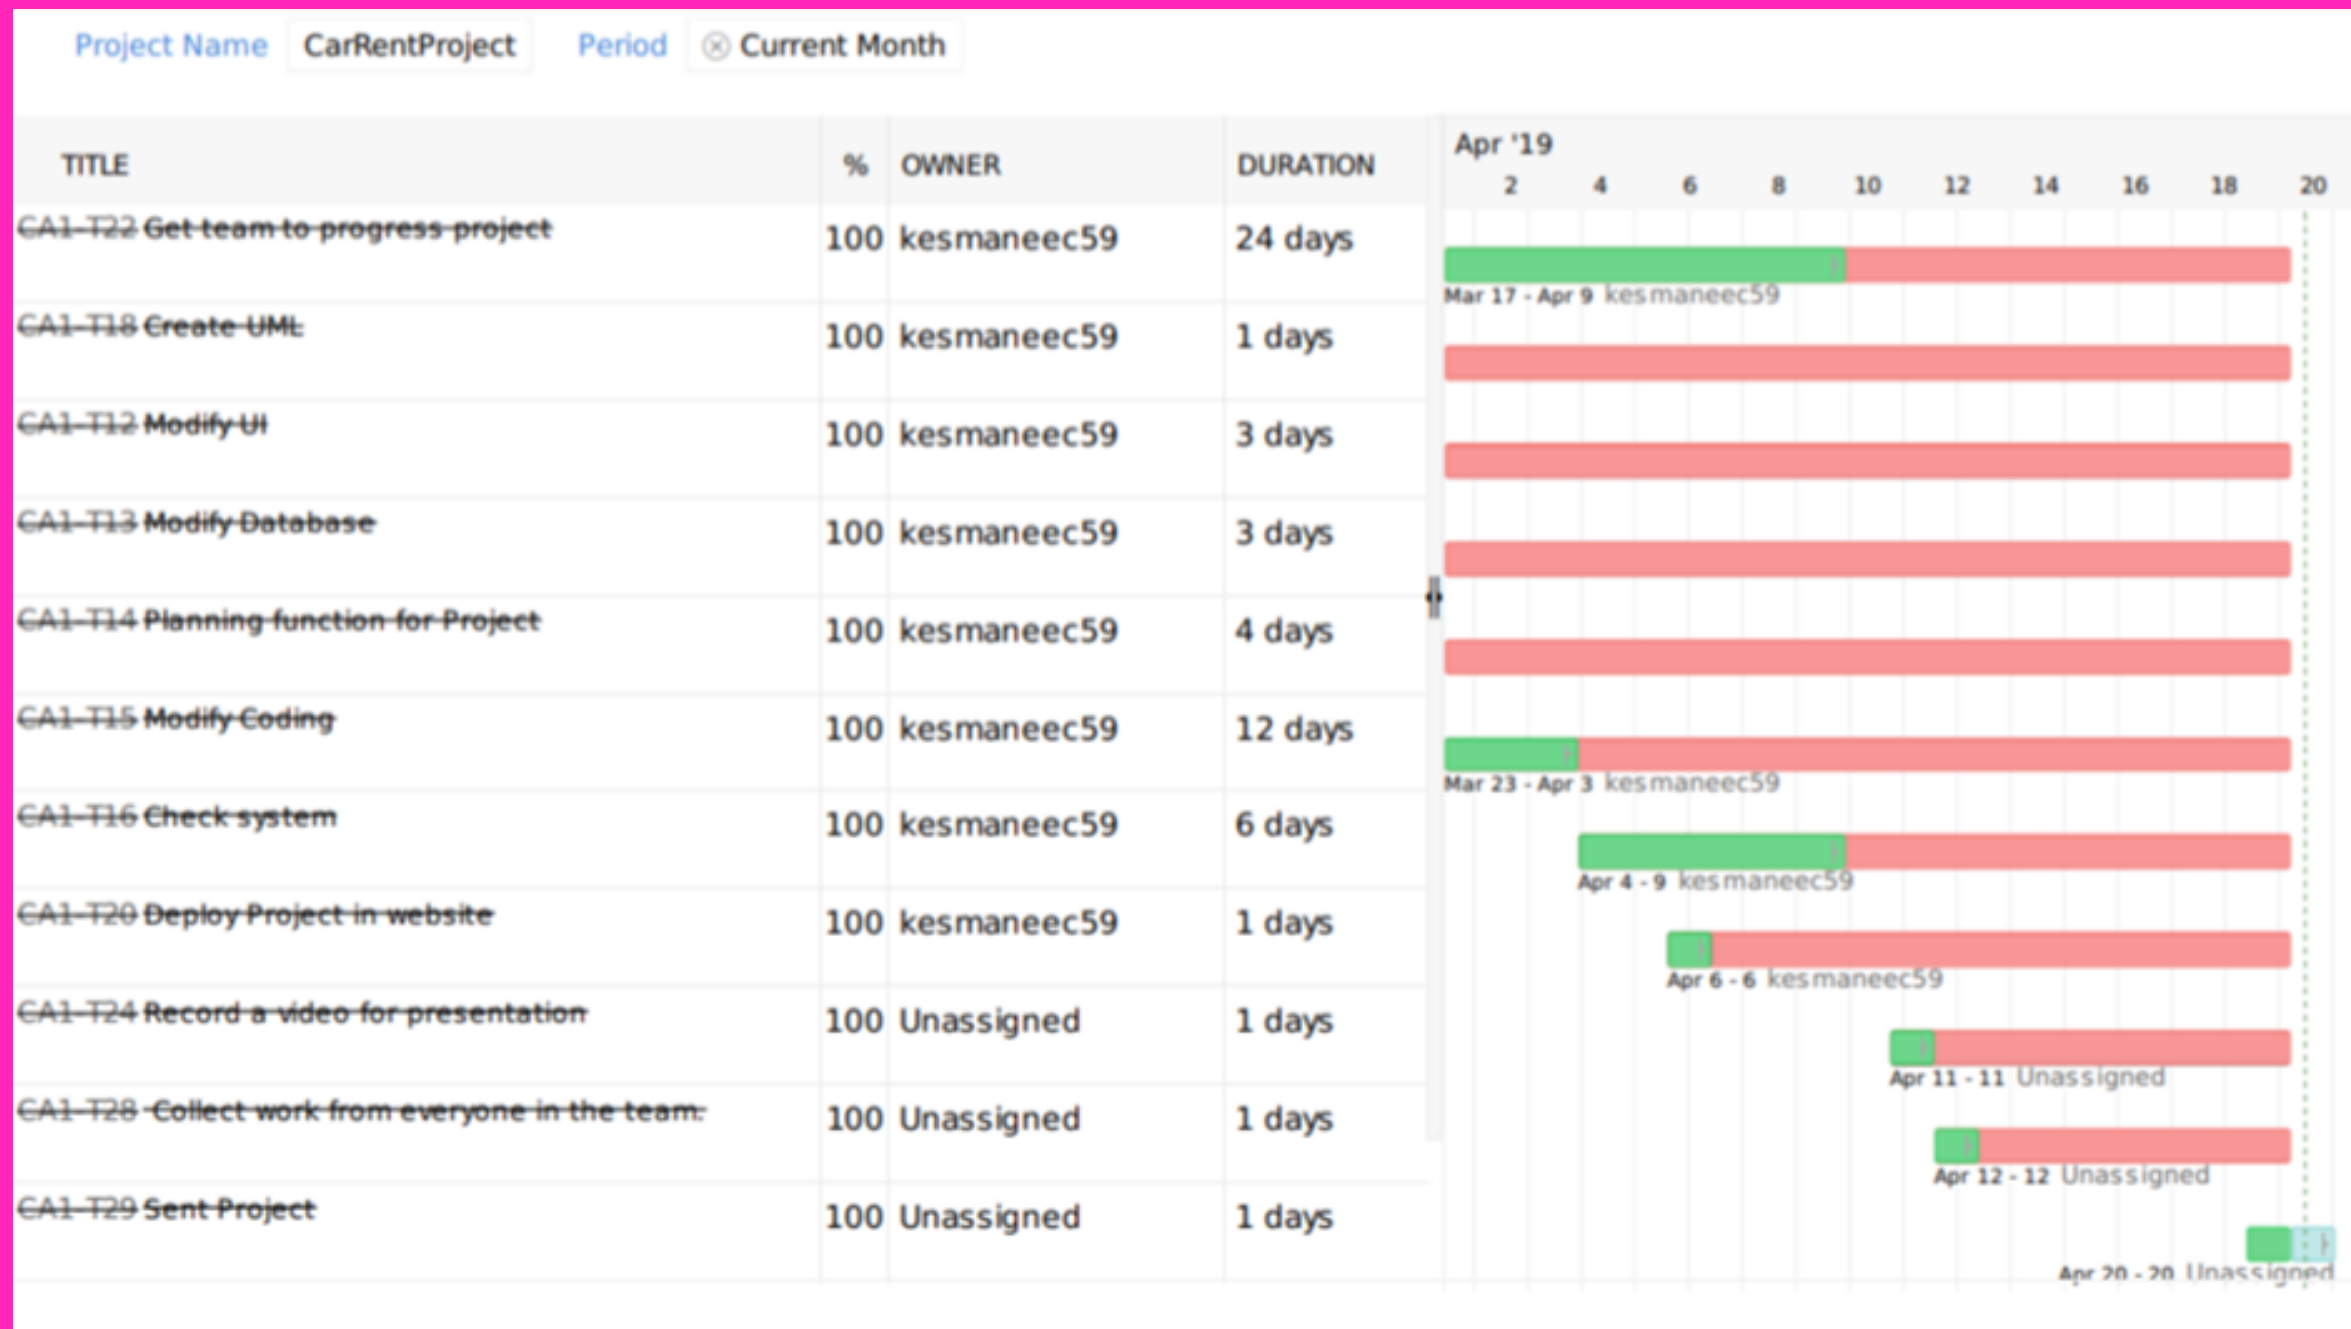 Project Name CarRentProject Period Current Month
TITLE % OWNER DURATION Apr '19
2 4 6 8 10 12 14 16 18 20
CA1-T22 Get team to progress project 100 kesmaneec59 24 days
Mar 17 - Apr 9 kesmaneec59
CA1-T18 Create UML 100 kesmaneec59 1 days
CA1-T12 Modify UI 100 kesmaneec59 3 days
CA1-T13 Modify Database 100 kesmaneec59 3 days
CA1-T14 Planning function for Project 100 kesmaneec59 4 days
CA1-T15 Modify Coding 100 kesmaneec59 12 days
Mar 23 - Apr 3 kesmaneec59
CA1-T16 Check system 100 kesmaneec59 6 days
Apr 4 - 9 kesmaneec59
CA1-T20 Deploy Project in website 100 kesmaneec59 1 days
Apr 6 - 6 kesmaneec59
CA1-T24 Record a video for presentation 100 Unassigned 1 days
Apr 11 - 11 Unassigned
CA1-T28 Collect work from everyone in the team. 100 Unassigned 1 days
Apr 12 - 12 Unassigned
CA1-T29 Sent Project 100 Unassigned 1 days
Apr 20 - 20 Unassigned